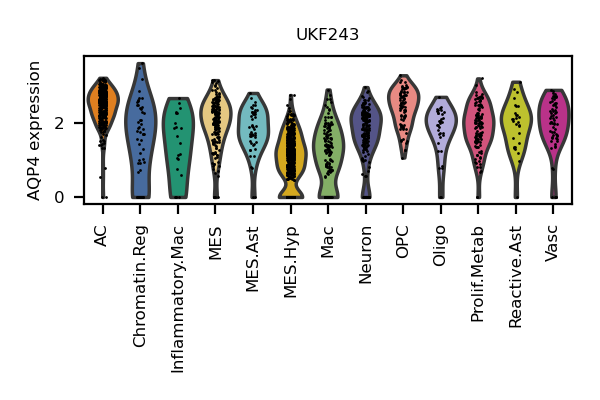 UKF243
AQP4 expression
2
0
AC
Chromatin.Reg
Inflammatory.Mac
MES
MES.Ast
MES.Hyp
Mac
Neuron
OPC
Oligo
Prolif.Metab
Reactive.Ast
Vasc